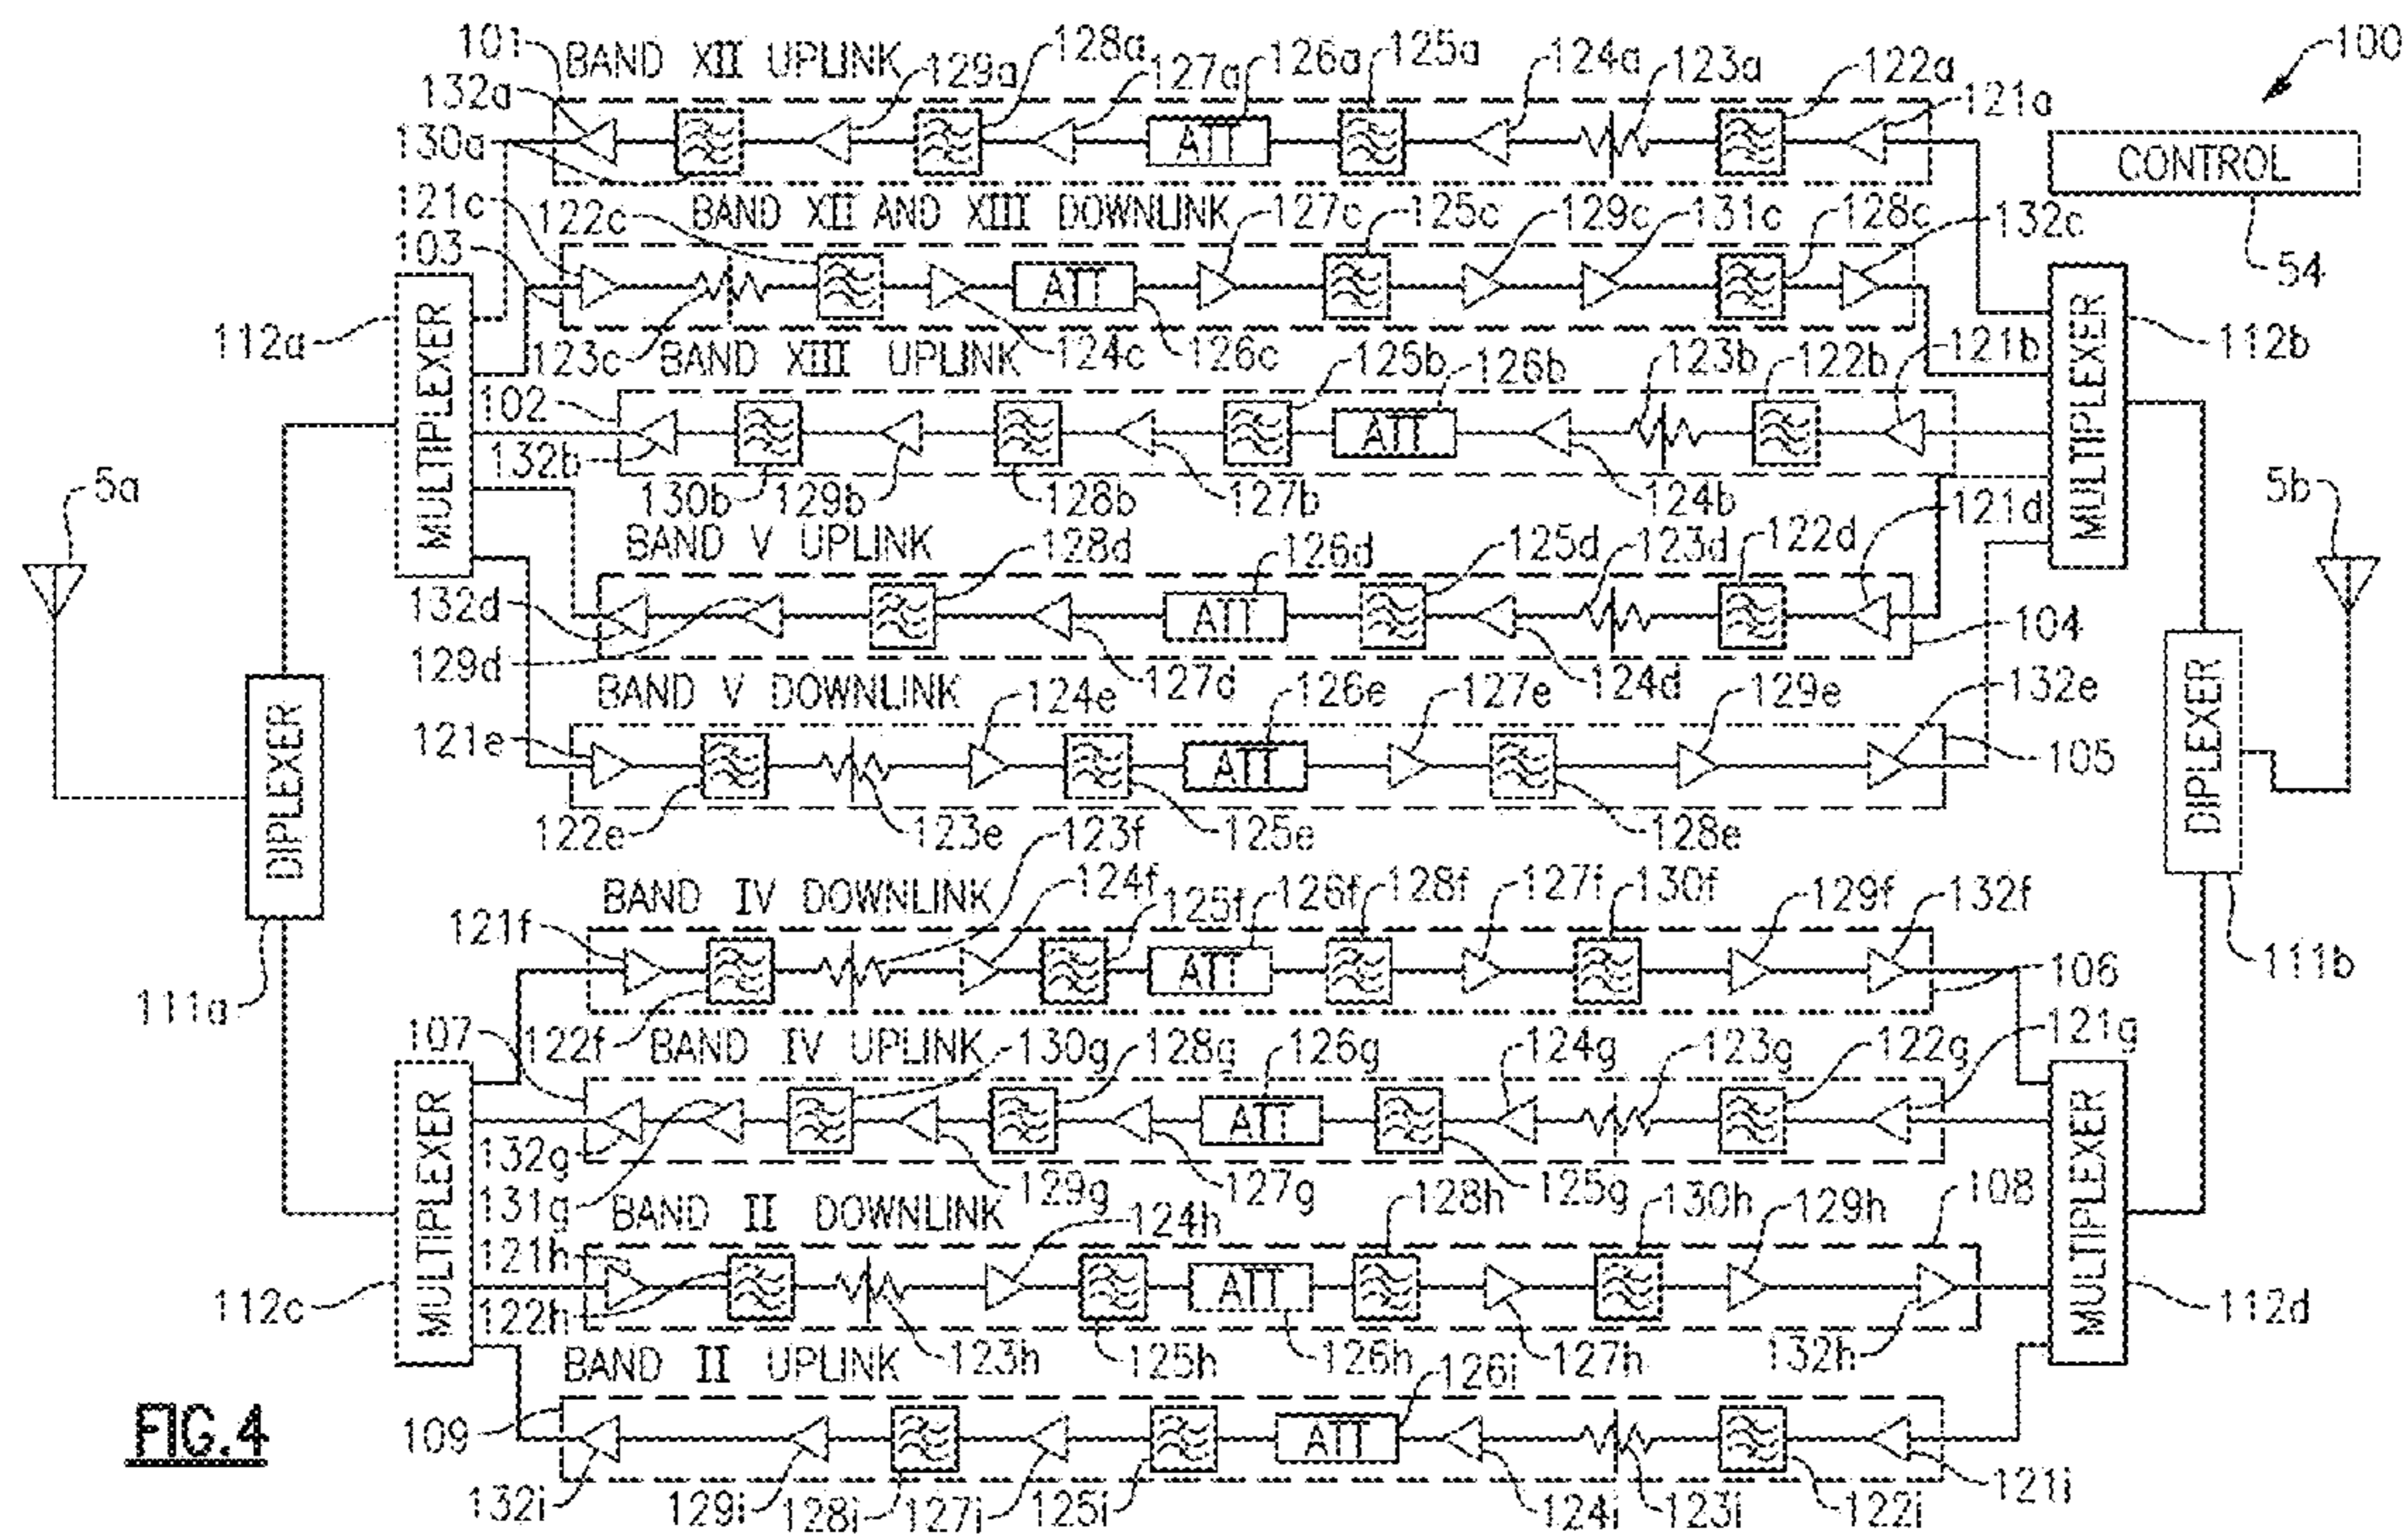 101 BAND XII UPLINK 129a 128a 127a 126a 125a 124a 123a 122a 121a 100
132a
130a
ATT
CONTROL
54
121c 122c BAND XII AND XIII DOWNLINK 127c 125c 129c 131c 128c 132c
103
ATT
112a MULTIPLEXER
123c BAND XIII UPLINK 124c 126c 125b 126b 123b 122b 121b
MULTIPLEXER 112b
102
ATT
132b 130b 129b 128b 127b 124b
5a
5b
BAND V UPLINK 128d 126d 125d 123d 122d 121d
ATT
132d
129d 127d 124d 104
BAND V DOWNLINK 124e 126e 127e 129e 132e
121e
ATT
105
122e 123e 125e 128e
DIPLEXER
111a
DIPLEXER
111b
BAND IV DOWNLINK 123f 124f 125f 126f 128f 127f 130f 129f 132f
121f
ATT
106
122f
107 BAND IV UPLINK 130g 128g 126g 124g 123g 122g 121g
ATT
132g
131g 129g 127g 125g
MULTIPLEXER
112c
MULTIPLEXER
112d
BAND II DOWNLINK 124h 128h 130h 129h 108
121h
ATT
122h 123h 125h 126h 127h 132h
BAND II UPLINK 126i
109
ATT
132i 129i 128i 127i 125i 124i 123i 122i 121i
FIG.4